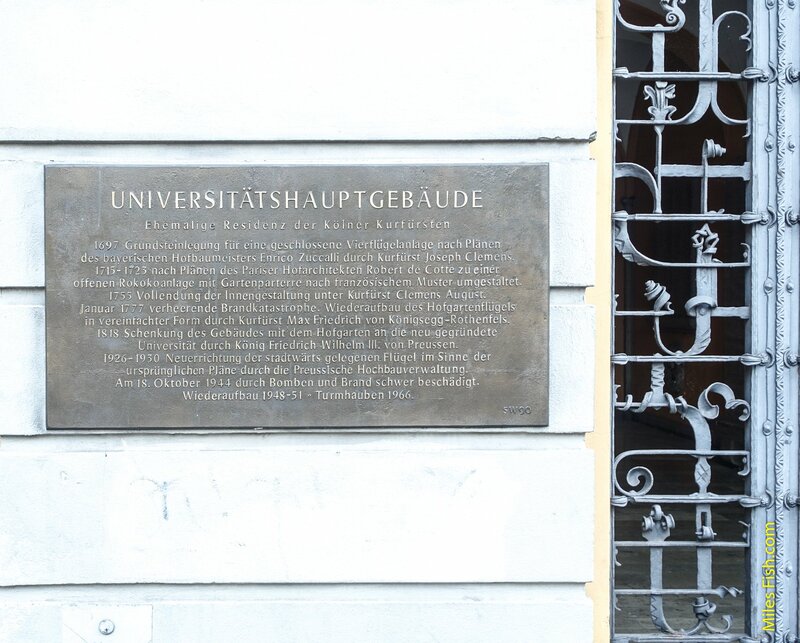 UNIVERSITÄTSHAUPTGEBÄUDE
Ehemalige Residenz der Kölner Kurfürsten
1697 Grundsteinlegung für eine geschlossene Vierflügelanlage nach Plänen
des bayerischen Hofbaumeisters Enrico Zuccalli durch Kurfürst Joseph Clemens.
1715-1723 nach Plänen des Pariser Hofarchitekten Robert de Cotte zu einer
offenen Rokokoanlage mit Gartenparterre nach französischem Muster umgestaltet.
1755 Vollendung der Innengestaltung unter Kurfürst Clemens August.
Januar 1777 verheerende Brandkatastrophe. Wiederaufbau des Hofgartenflügels
in vereinfachter Form durch Kurfürst Max Friedrich von Königsegg-Rothenfels.
1818 Schenkung des Gebäudes mit dem Hofgarten an die neu gegründete
Universität durch König Friedrich Wilhelm III. von Preussen.
1926-1930 Neuerrichtung der stadtwärts gelegenen Flügel im Sinne der
ursprünglichen Pläne durch die Preussische Hochbauverwaltung.
Am 18. Oktober 1944 durch Bomben und Brand schwer beschädigt.
Wiederaufbau 1948-51 - Turmhauben 1966.
SW90
Miles Fish.com